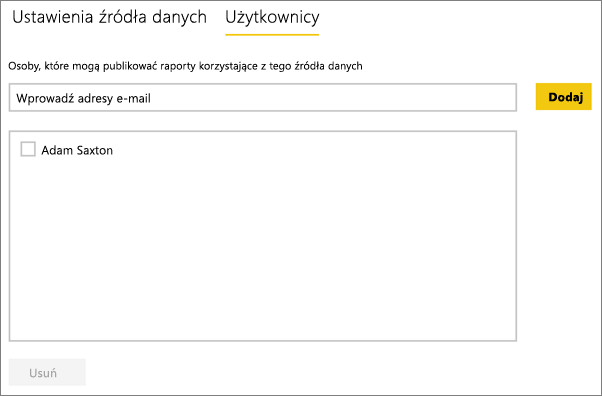 Ustawienia źródła danych Użytkownicy
Osoby, które mogą publikować raporty korzystające z tego źródła danych
Wprowadź adresy e-mail Dodaj
Adam Saxton
Usuń